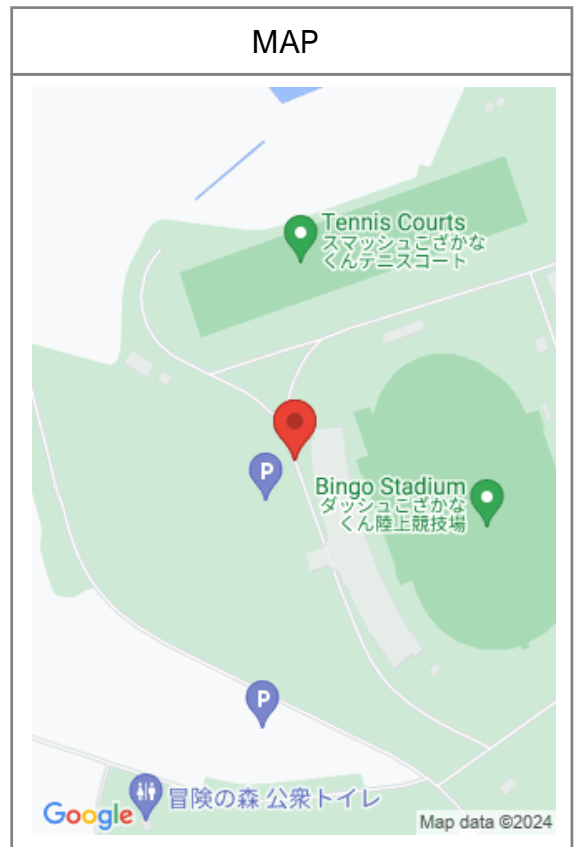 MAP
Tennis Courts
スマッシュこざかな
くんテニスコート
P
Bingo Stadium
ダッシュこざかな
くん陸上競技場
P
冒険の森 公衆トイレ
Google
Map data ©2024